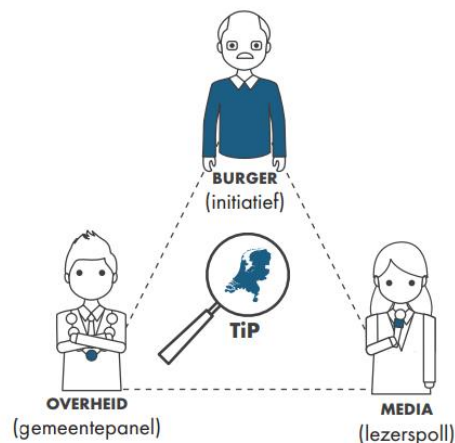 BURGER
(initiatief)
TiP
OVERHEID
(gemeentepanel)
MEDIA
(lezerspoll)